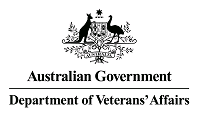 Australian Government
Department of Veterans' Affairs